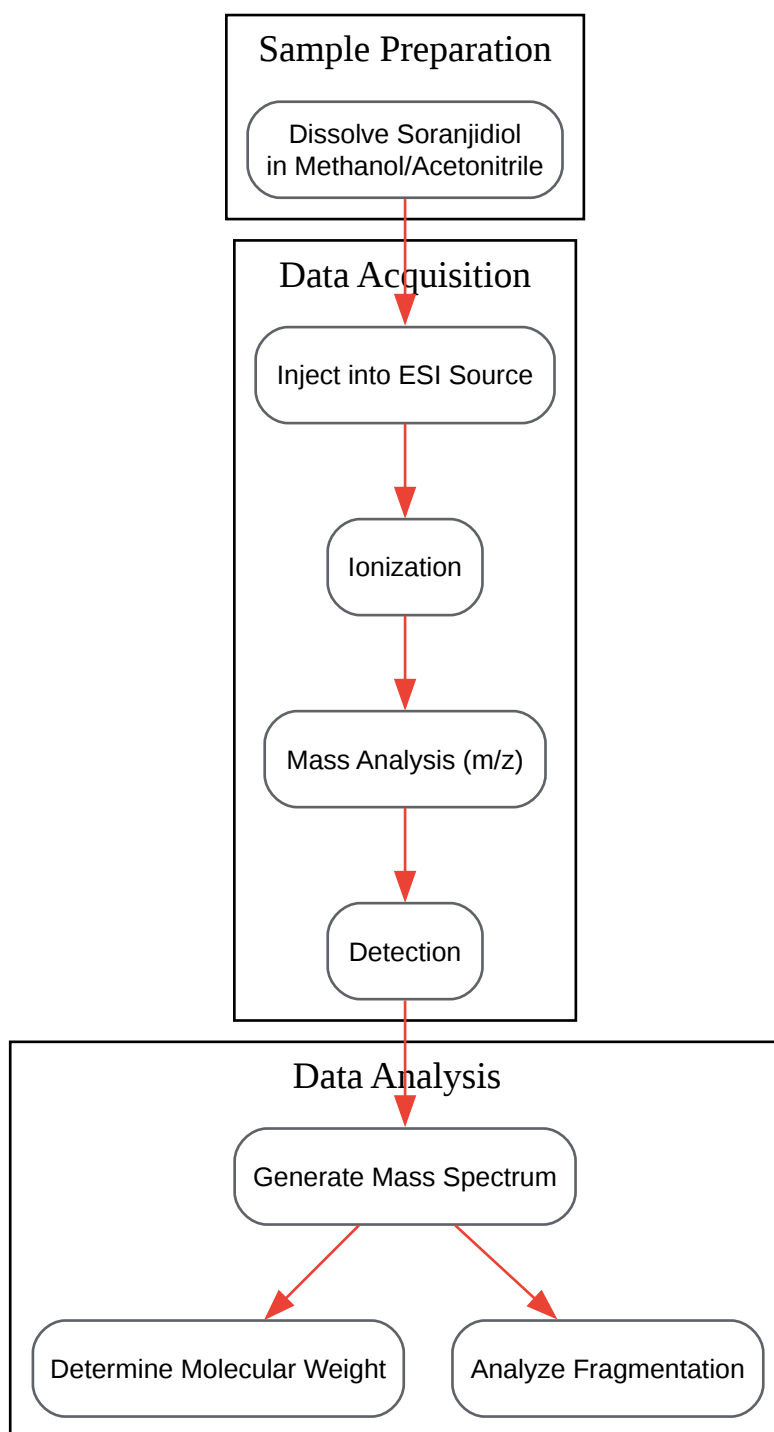 Sample Preparation
Dissolve Soranjidiol
in Methanol/Acetonitrile
Data Acquisition
Inject into ESI Source
Ionization
Mass Analysis (m/z)
Detection
Data Analysis
Generate Mass Spectrum
Determine Molecular Weight
Analyze Fragmentation